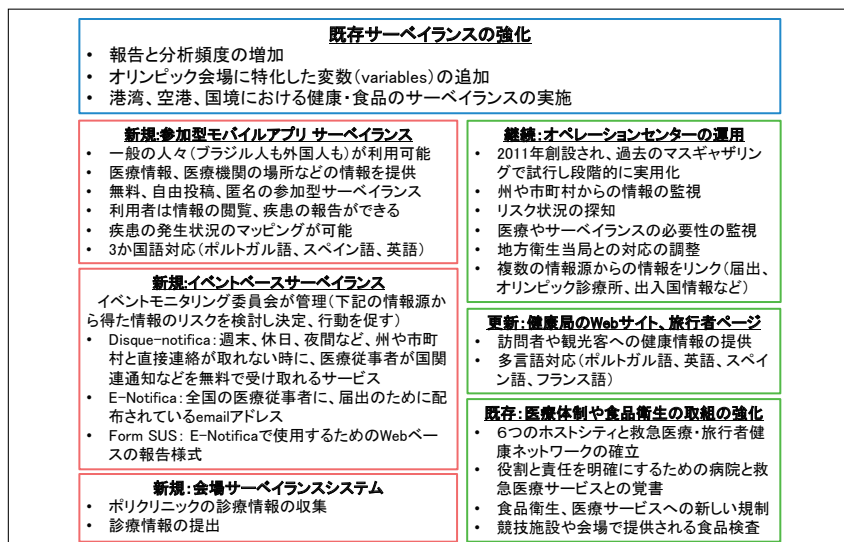 既存サーベイランスの強化
• 報告と分析頻度の増加
• オリンピック会場に特化した変数(variables)の追加
• 港湾、空港、国境における健康・食品のサーベイランスの実施
新規:参加型モバイルアプリ サーベイランス
• 一般の人々(ブラジル人も外国人も)が利用可能
• 医療情報、医療機関の場所などの情報を提供
• 無料、自由投稿、匿名の参加型サーベイランス
• 利用者は情報の閲覧、疾患の報告ができる
• 疾患の発生状況のマッピングが可能
• 3か国語対応(ポルトガル語、スペイン語、英語)
新規:イベントベースサーベイランス
イベントモニタリング委員会が管理(下記の情報源か
ら得た情報のリスクを検討し決定、行動を促す)
• Disque-notifica:週末、休日、夜間など、州や市町
村と直接連絡が取れない時に、医療従事者が国関
連通知などを無料で受け取れるサービス
• E-Notifica:全国の医療従事者に、届出のために配
布されているemailアドレス
• Form SUS: E-Notificaで使用するためのWebベー
スの報告様式
新規:会場サーベイランスシステム
• ポリクリニックの診療情報の収集
• 診療情報の提出
継続:オペレーションセンターの運用
• 2011年創設され、過去のマスギャザリン
グで試行し段階的に実用化
• 州や市町村からの情報の監視
• リスク状況の探知
• 医療やサーベイランスの必要性の監視
• 地方衛生当局との対応の調整
• 複数の情報源からの情報をリンク(届出、
オリンピック診療所、出入国情報など)
更新:健康局のWebサイト、旅行者ページ
• 訪問者や観光客への健康情報の提供
• 多言語対応(ポルトガル語、英語、スペイ
ン語、フランス語)
既存:医療体制や食品衛生の取組の強化
• 6つのホストシティと救急医療・旅行者健
康ネットワークの確立
• 役割と責任を明確にするための病院と救
急医療サービスとの覚書
• 食品衛生、医療サービスへの新しい規制
• 競技施設や会場で提供される食品検査